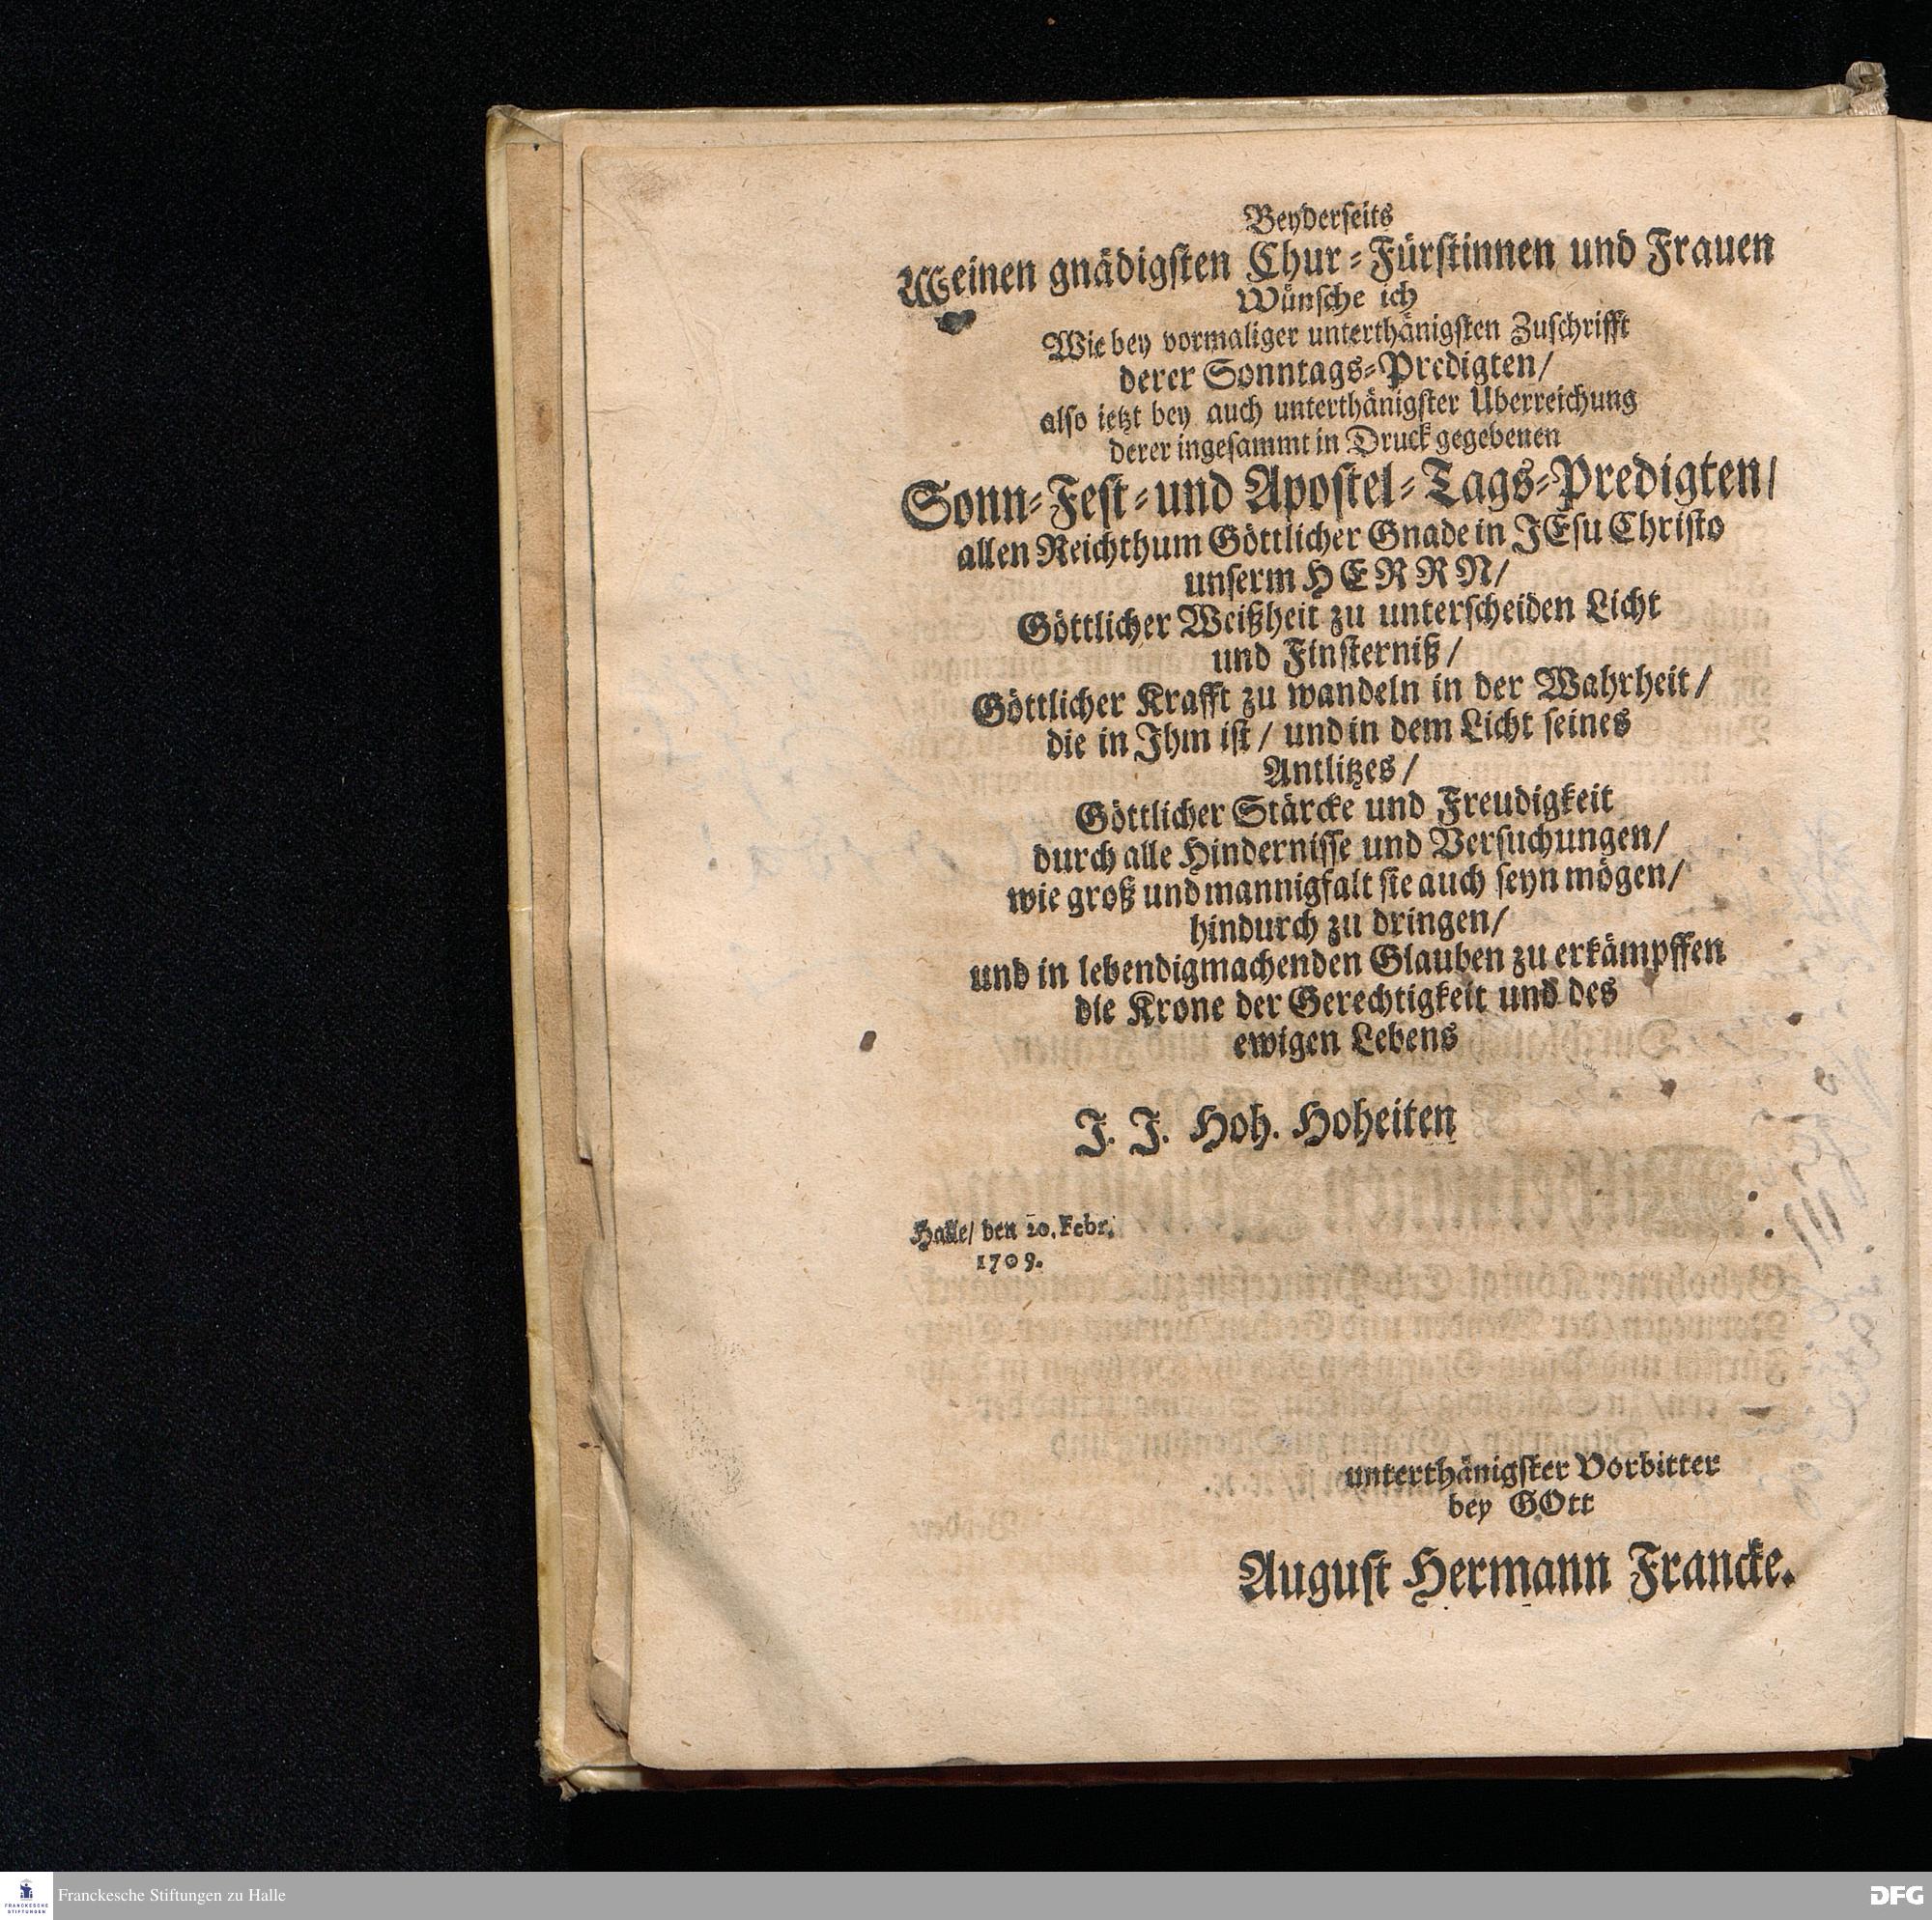 Beyderseits
Meinen gnädigsten Chur-Fürstinnen und Frauen
Wünsche ich
Wie bey vormaliger unterthänigsten Zuschrifft
derer Sonntags-Predigten/
also ietzt bey auch unterthänigster Uberreichung
derer ingesammt in Druck gegebenen
Sonn-Fest-und Apostel-Tags-Predigten/
allen Reichthum Göttlicher Gnade in JEsu Christo
unserm HERRN/
Göttlicher Weißheit zu unterscheiden Licht
und Finsterniß/
Göttlicher Krafft zu wandeln in der Wahrheit/
die in Ihm ist/ und in dem Licht seines
Antlitzes/
Göttlicher Stärcke und Freudigkeit
durch alle Hindernisse und Versuchungen/
wie groß und mannigfalt sie auch seyn mögen/
hindurch zu dringen/
und in lebendigmachenden Glauben zu erkämpffen
die Krone der Gerechtigkeit und des
ewigen Lebens
J. J. Hoh. Hoheiten
Halle/ den 20. Febr.
1709.
unterthänigster Vorbitter
bey GOtt
August Hermann Francke.
FRANCKESCHE
STIFTUNGEN
Franckesche Stiftungen zu Halle
DFG